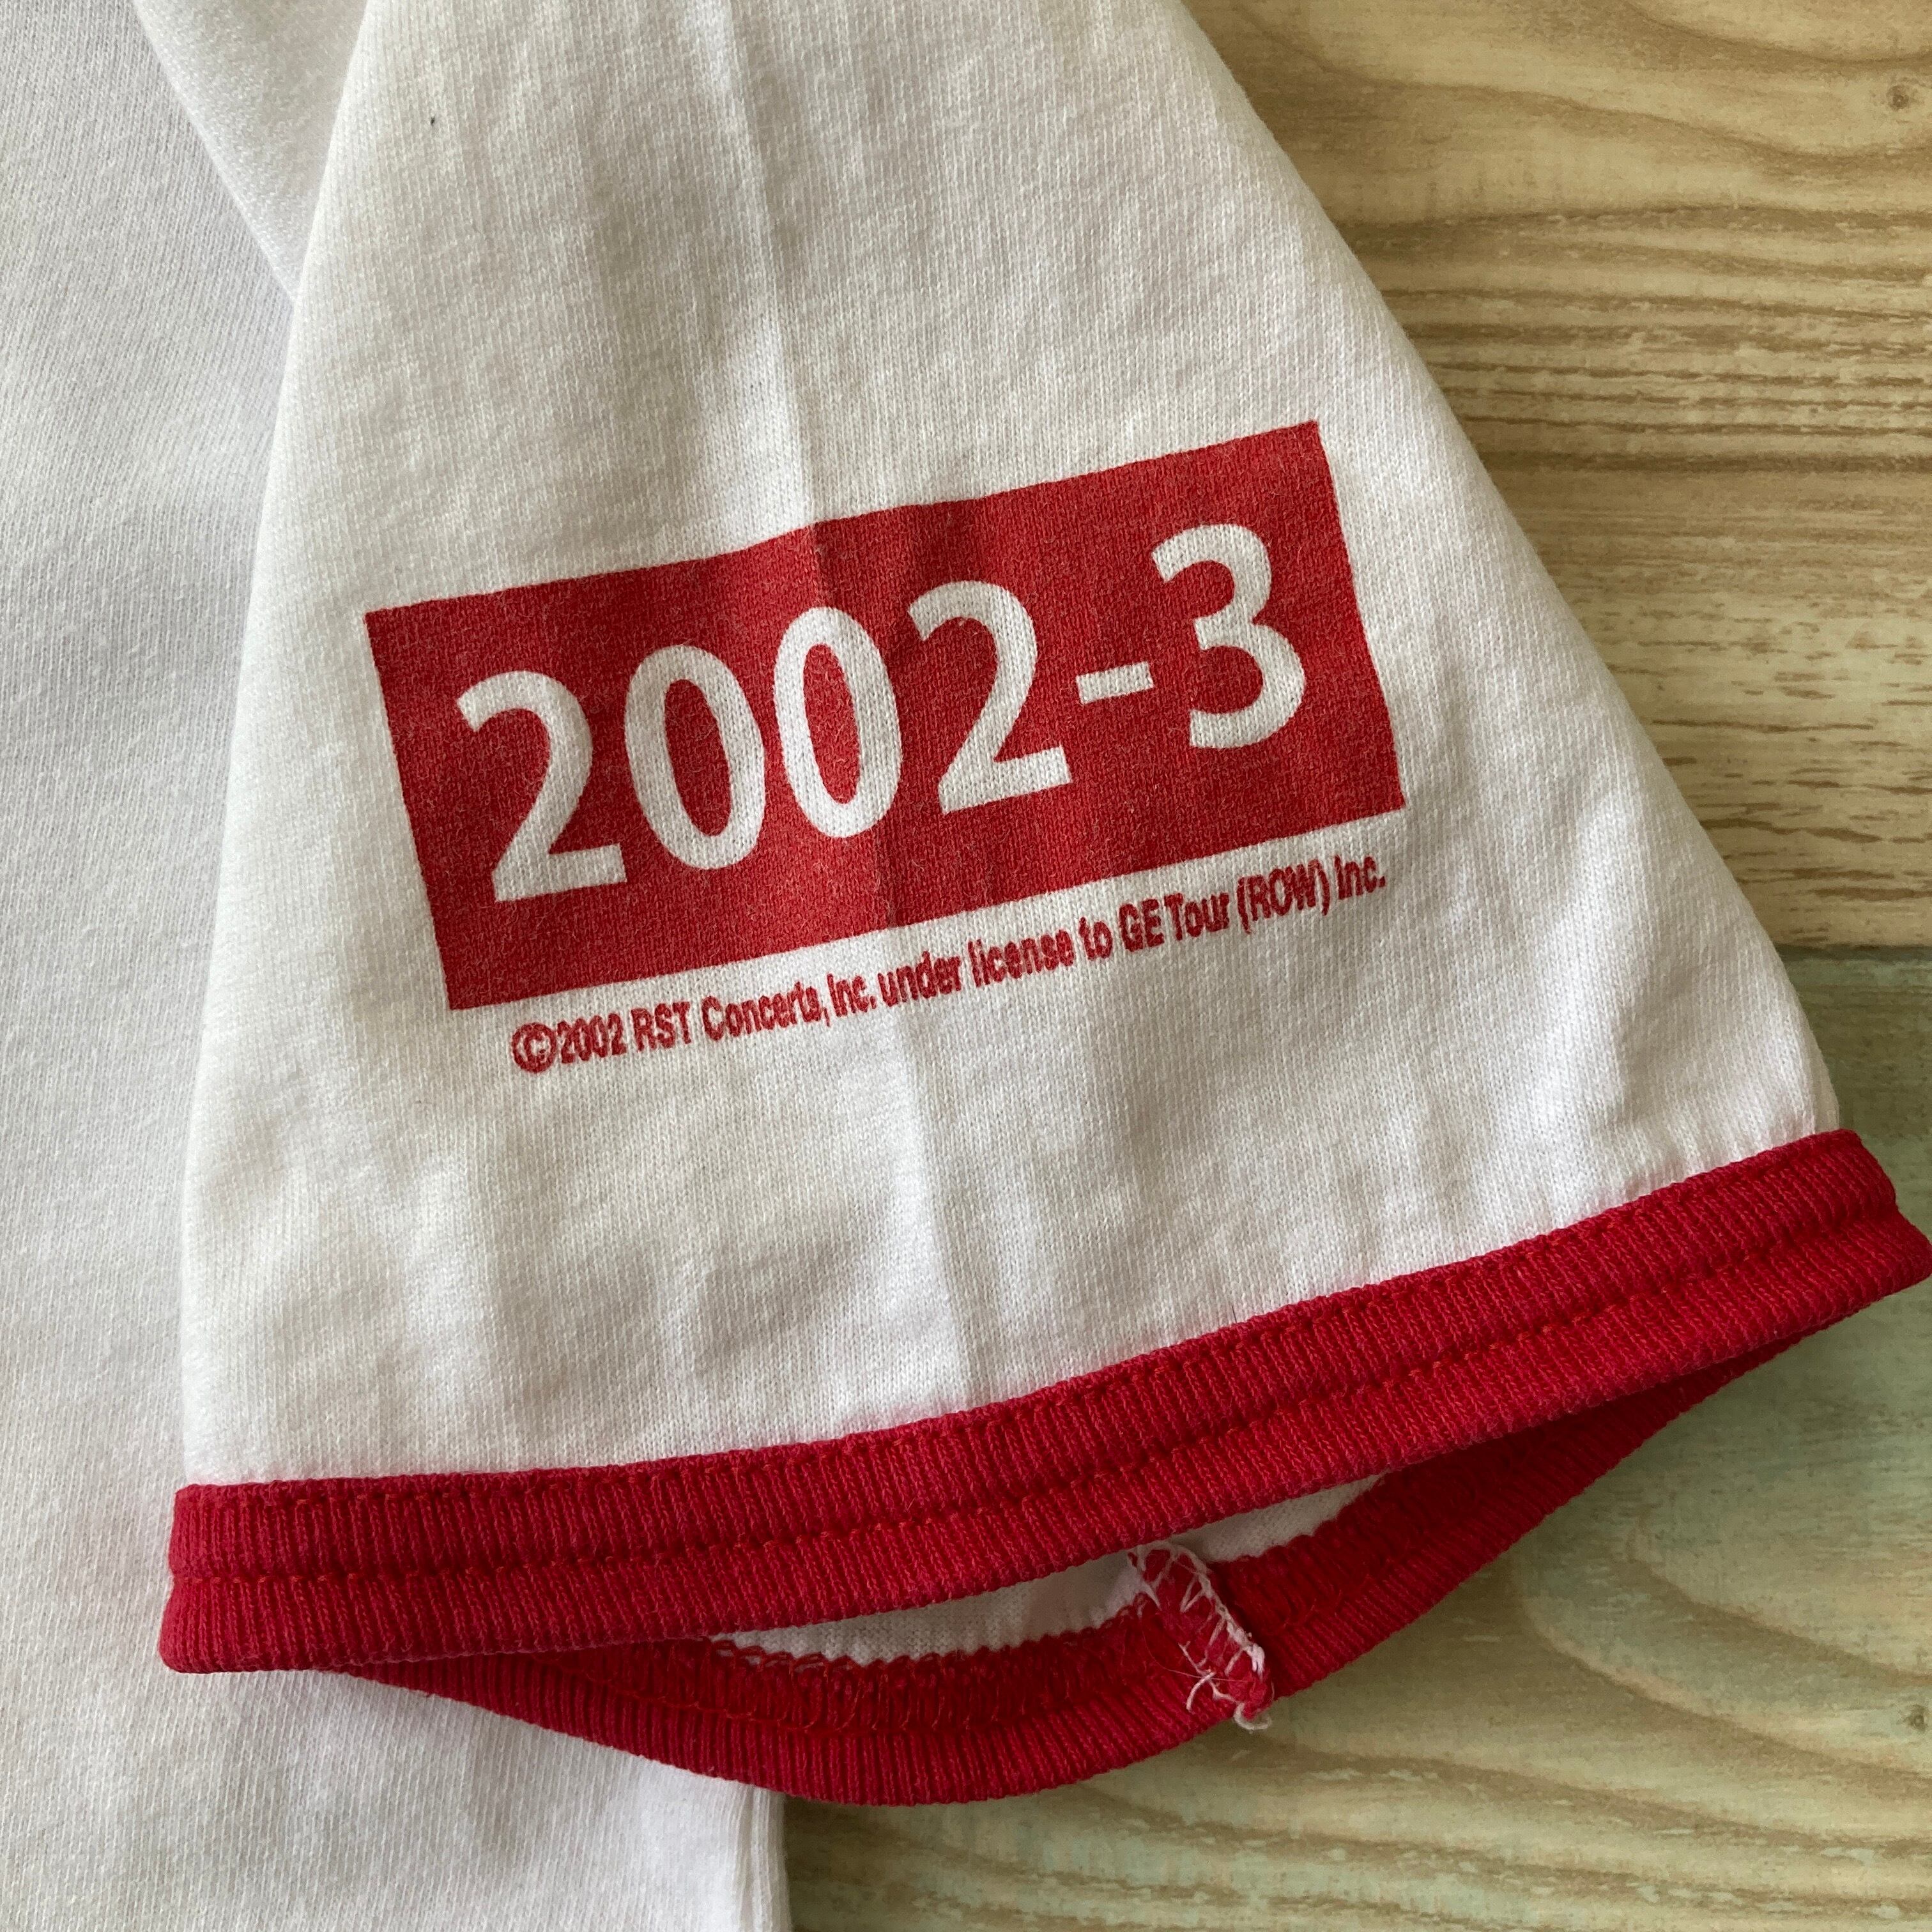 2002-3
©2002 RST Concerts, Inc. under license to GE Tour (ROW) Inc.